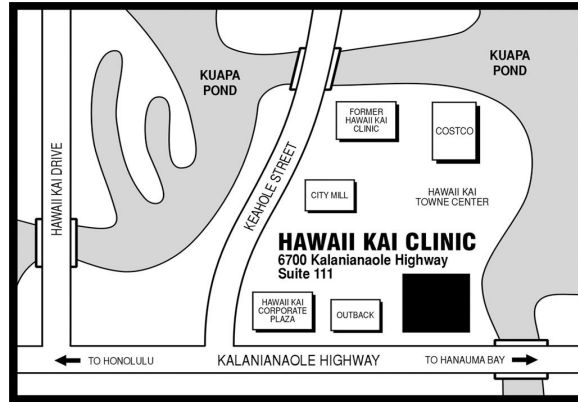 KUAPA
POND
KUAPA
POND
FORMER
HAWAII KAI
CLINIC
COSTCO
HAWAII KAI DRIVE
KEAHOLE STREET
CITY MILL
HAWAII KAI
TOWNE CENTER
HAWAII KAI CLINIC
6700 Kalanianaole Highway
Suite 111
HAWAII KAI
CORPORATE
PLAZA
OUTBACK
TO HONOLULU
KALANIANAOLE HIGHWAY
TO HANAUMA BAY